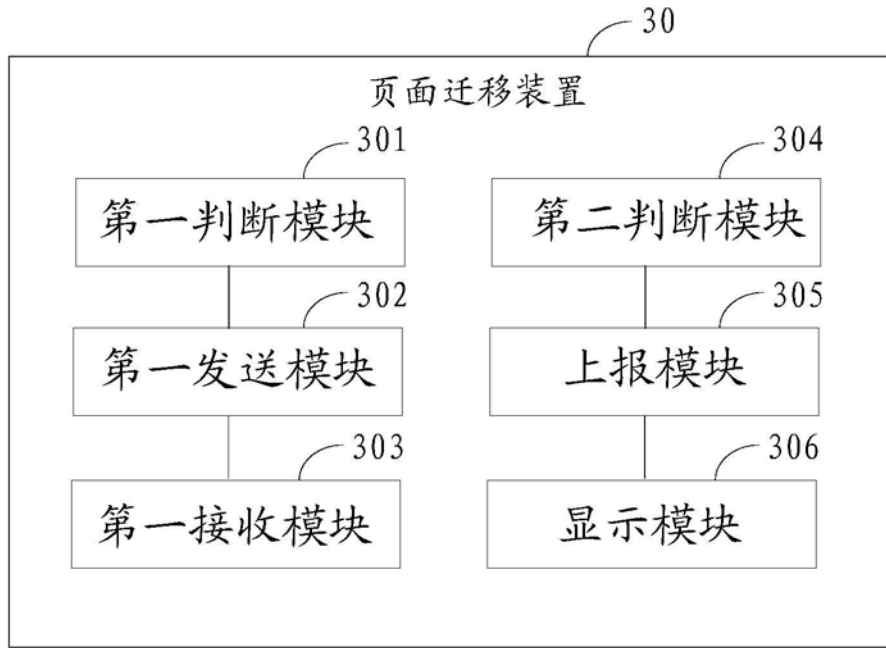 30
页面迁移装置
301
第一判断模块
302
第一发送模块
303
第一接收模块
304
第二判断模块
305
上报模块
306
显示模块